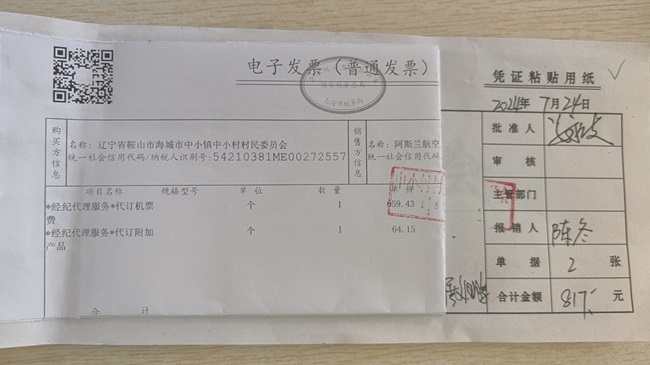 电子发票（普通发票）
购买方信息
名称：辽宁省鞍山市海城市中小镇中小村村民委员会
统一社会信用代码/纳税人识别号：54210381ME00272557
销售方信息
名称：阿斯兰航空
统一社会信用代码
项目名称 规格型号 单位 数量 单价
*经纪代理服务*代订机票费 个 1 659.43
*经纪代理服务*代订附加产品 个 1 64.15
合计
凭证粘贴用纸
2024年7月24日
批准人
审核
主管部门
报销人 陈冬
单据 2 张
合计金额 817 元